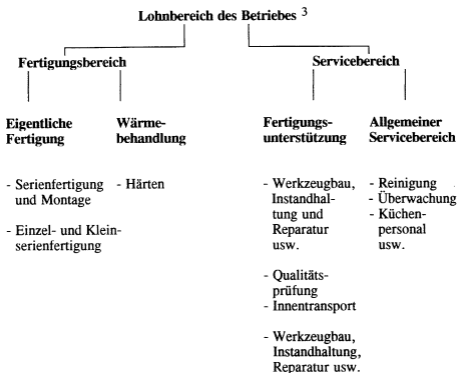 Lohnbereich des Betriebes 3
Fertigungsbereich
Servicebereich
Eigentliche
Fertigung
Wärme-
behandlung
Fertigungs-
unterstützung
Allgemeiner
Servicebereich
- Serienfertigung
und Montage
- Einzel- und Klein-
serienfertigung
- Härten
- Werkzeugbau,
Instandhal-
tung und
Reparatur
usw.
- Qualitäts-
prüfung
- Innentransport
- Werkzeugbau,
Instandhaltung,
Reparatur usw.
- Reinigung
- Überwachung
- Küchen-
personal
usw.